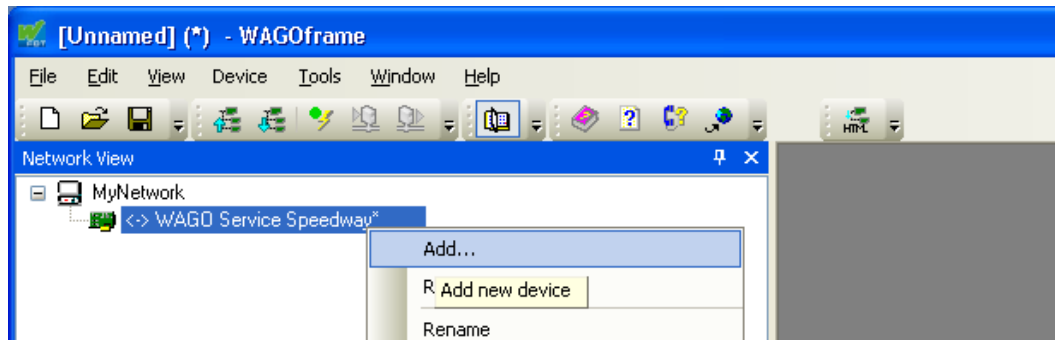 [Unnamed] (*) - WAGOframe
File Edit View Device Tools Window Help
HTML
Network View
MyNetwork
<-> WAGO Service Speedway*
Add...
R
Add new device
Rename